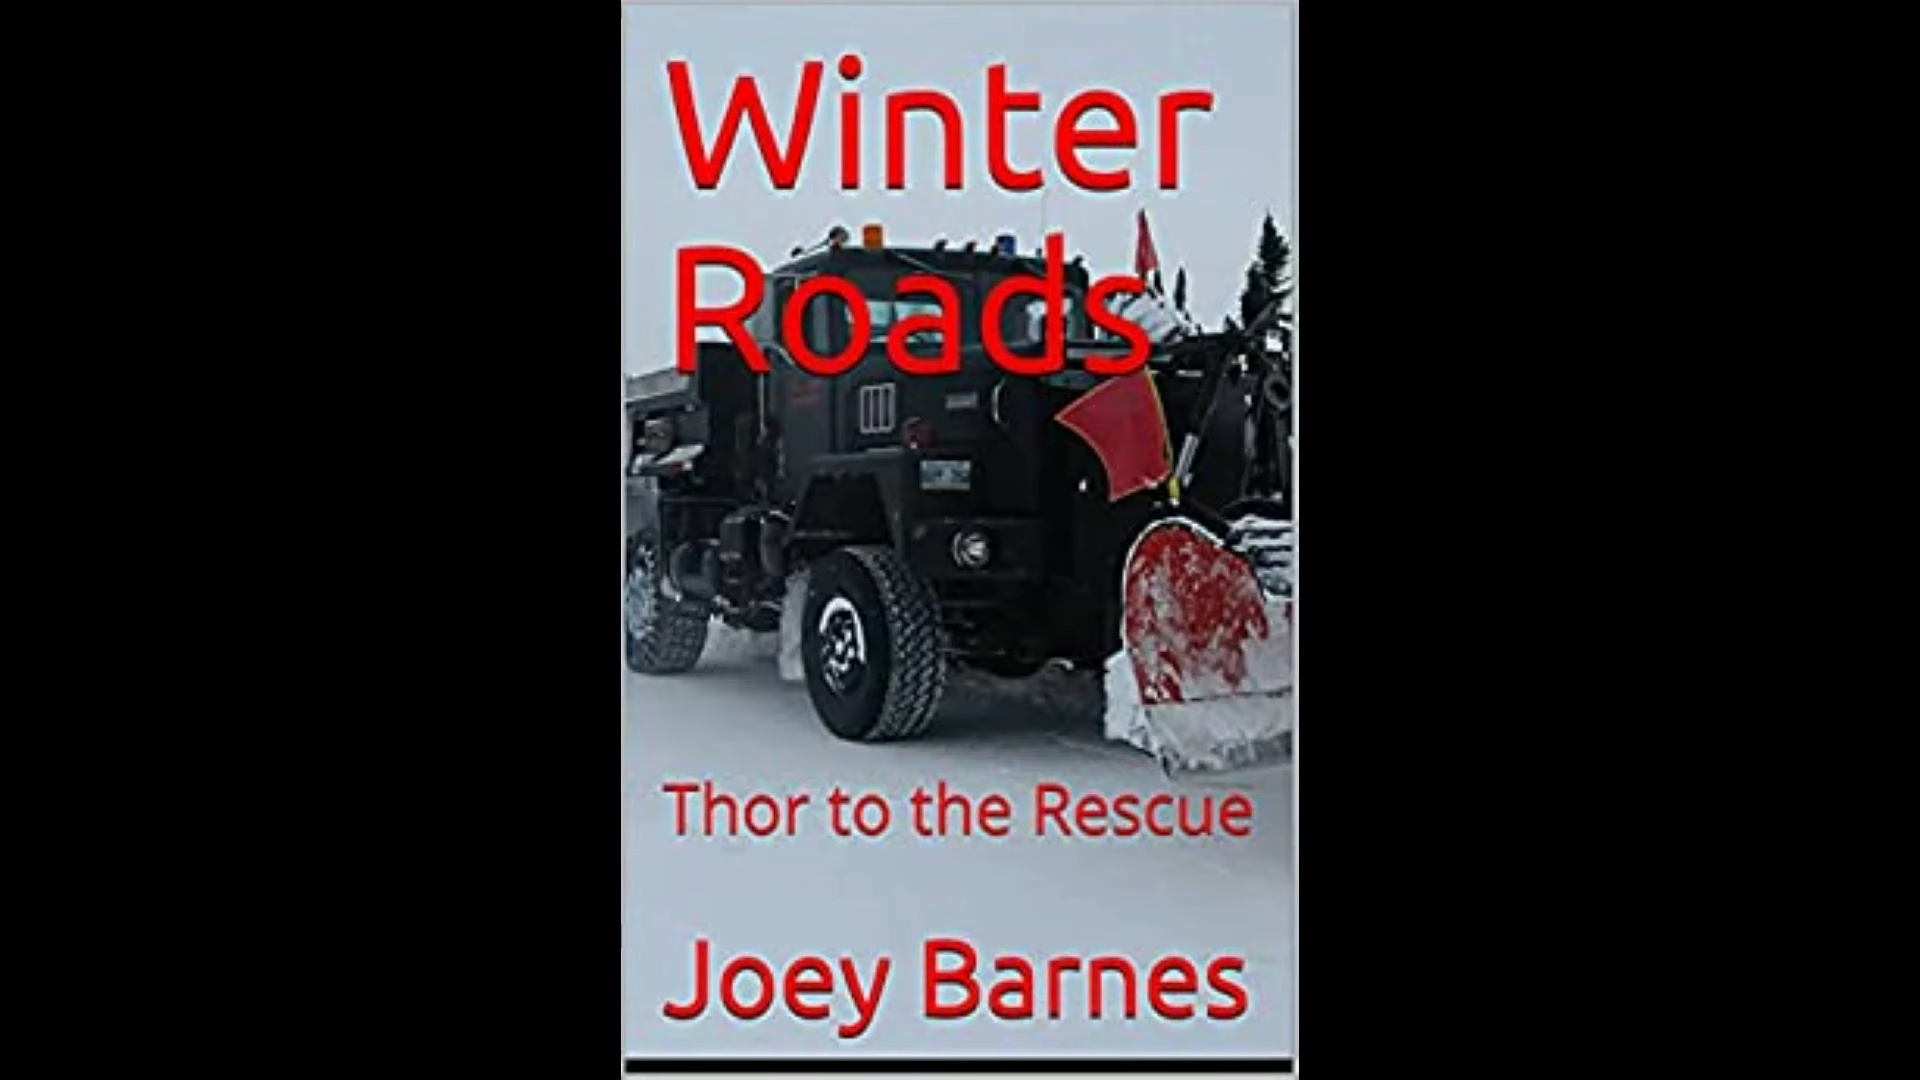 Winter
Roads
Thor to the Rescue
Joey Barnes